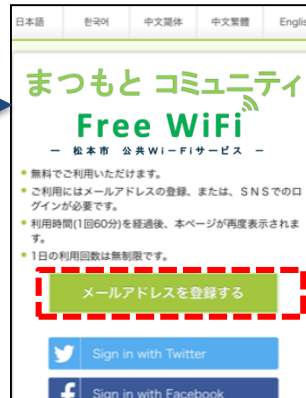 日本語 한국어 中文简体 中文繁體 Englis
まつもと コミュニティ
Free WiFi
― 松本市 公共Wi-Fiサービス ―
無料でご利用いただけます。
ご利用にはメールアドレスの登録、または、SNSでのロ
グインが必要です。
利用時間(1回60分)を経過後、本ページが再度表示されま
す。
1日の利用回数は無制限です。
メールアドレスを登録する
Sign in with Twitter
Sign in with Facebook